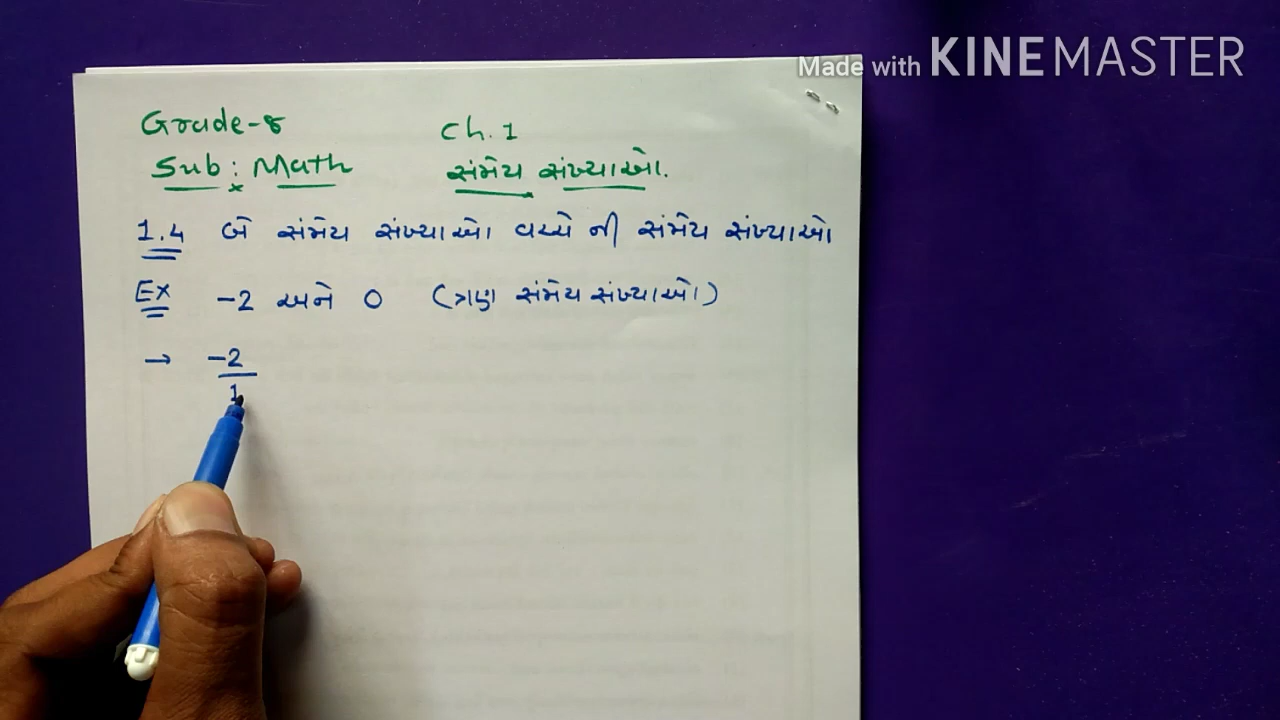 Made with KINEMASTER
Grade-8 Ch. 1
Sub : Math સંમેય સંખ્યાઓ.
1.4 બે સંમેય સંખ્યાઓ વચ્ચે ની સંમેય સંખ્યાઓ
Ex -2 અને 0 (ત્રણ સંમેય સંખ્યાઓ)
→ -2
1